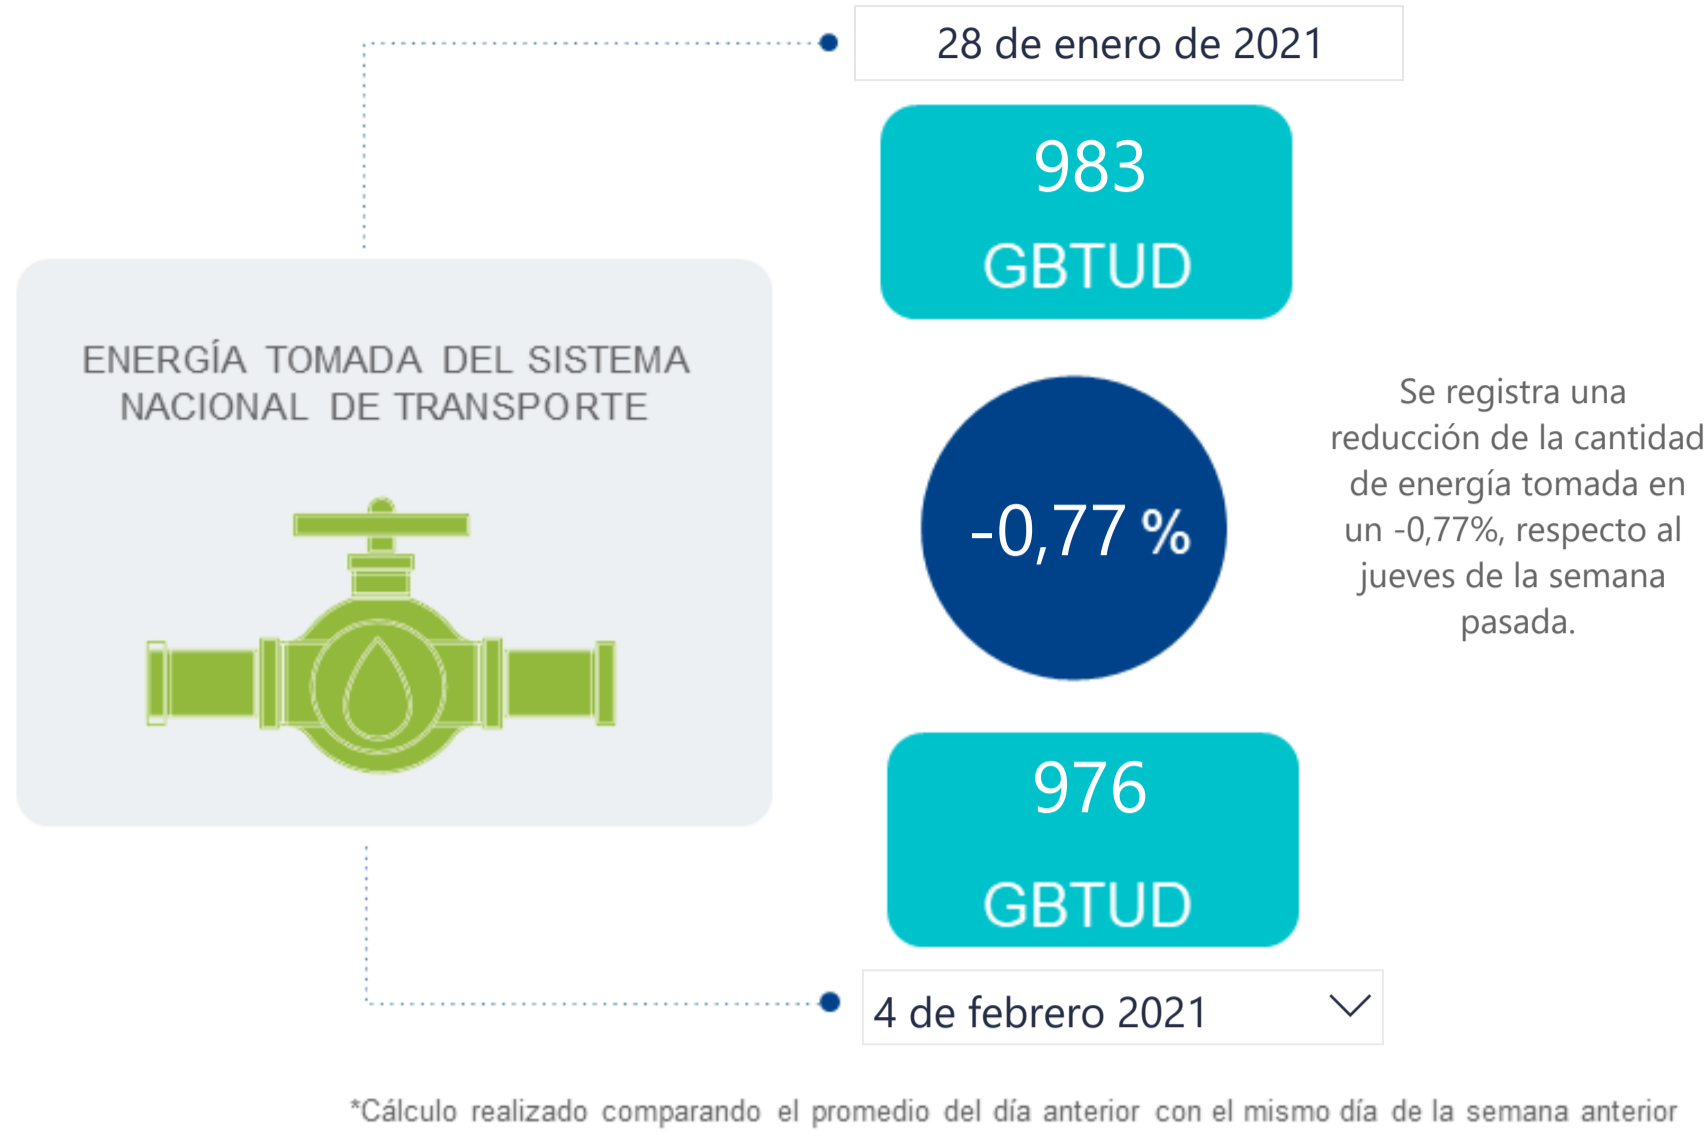 28 de enero de 2021
983
GBTUD
ENERGÍA TOMADA DEL SISTEMA
NACIONAL DE TRANSPORTE
-0,77 %
Se registra una
reducción de la cantidad
de energía tomada en
un -0,77%, respecto al
jueves de la semana
pasada.
976
GBTUD
4 de febrero 2021
*Cálculo realizado comparando el promedio del día anterior con el mismo día de la semana anterior